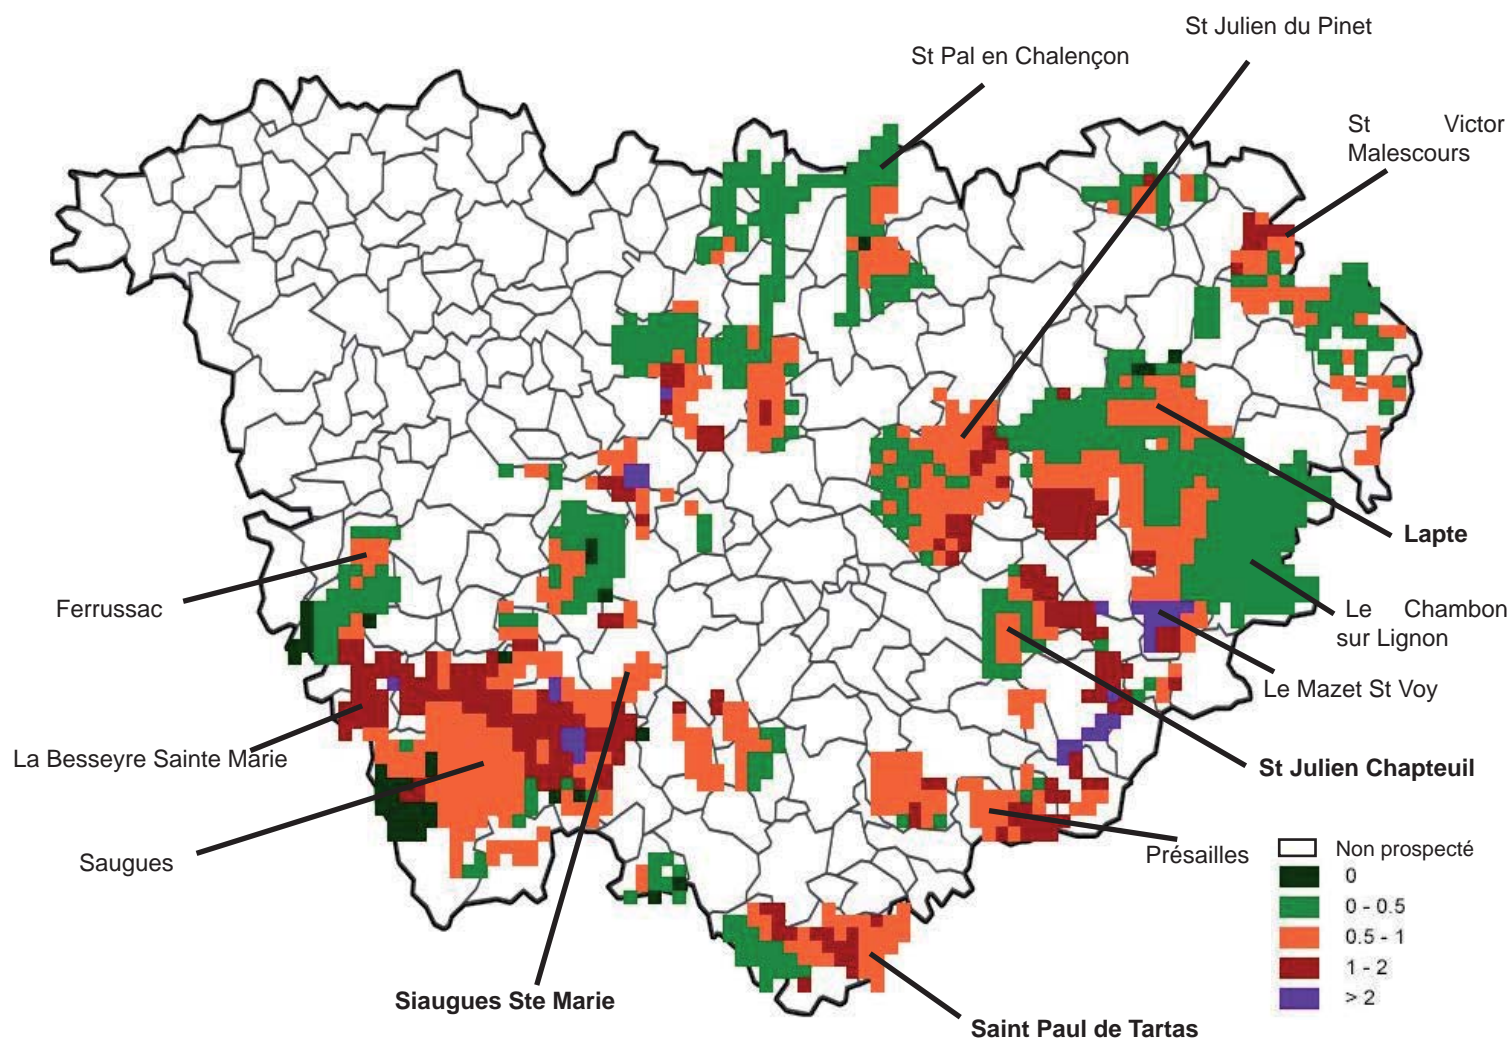 St Julien du Pinet
St Pal en Chalençon
St Victor
Malescours
Lapte
Ferrussac
Le Chambon
sur Lignon
Le Mazet St Voy
La Besseyre Sainte Marie
St Julien Chapteuil
Saugues
Présailles
Non prospecté
0
0 - 0.5
0.5 - 1
1 - 2
> 2
Siaugues Ste Marie
Saint Paul de Tartas